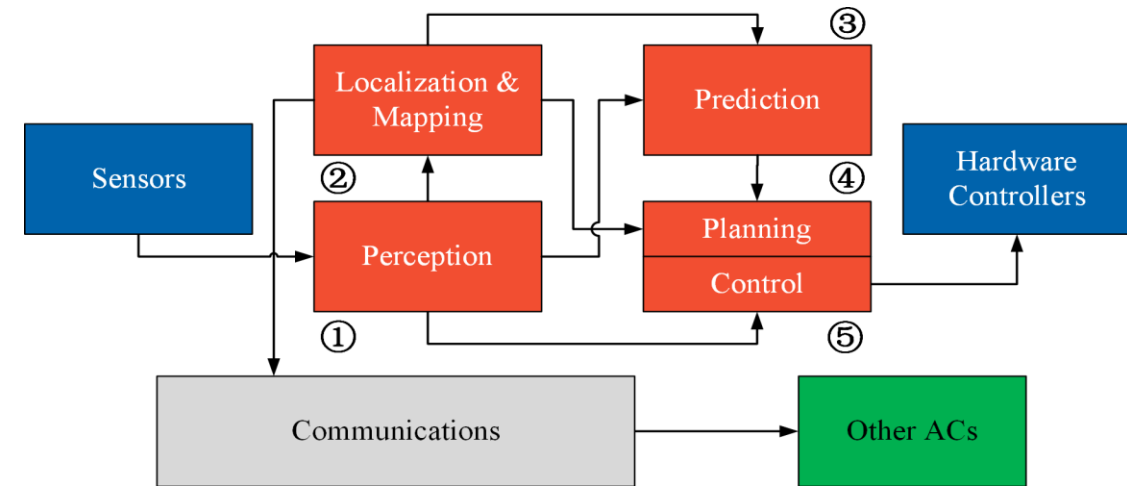 ③
Localization &
Mapping
Prediction
Sensors
Hardware
Controllers
②
④
Perception
Planning
Control
①
⑤
Communications
Other ACs